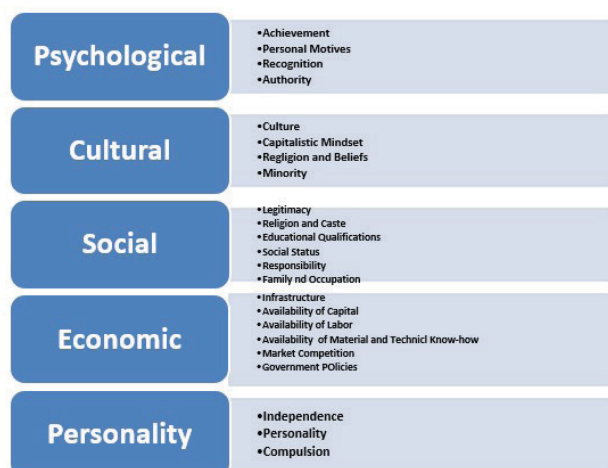 Psychological
•Achievement
•Personal Motives
•Recognition
•Authority
Cultural
•Culture
•Capitalistic Mindset
•Regligion and Beliefs
•Minority
Social
•Legitimacy
•Religion and Caste
•Educational Qualifications
•Social Status
•Responsibility
•Family nd Occupation
Economic
•Infrastructure
•Availability of Capital
•Availability of Labor
•Availability of Material and Technicl Know-how
•Market Competition
•Government POlicies
Personality
•Independence
•Personality
•Compulsion